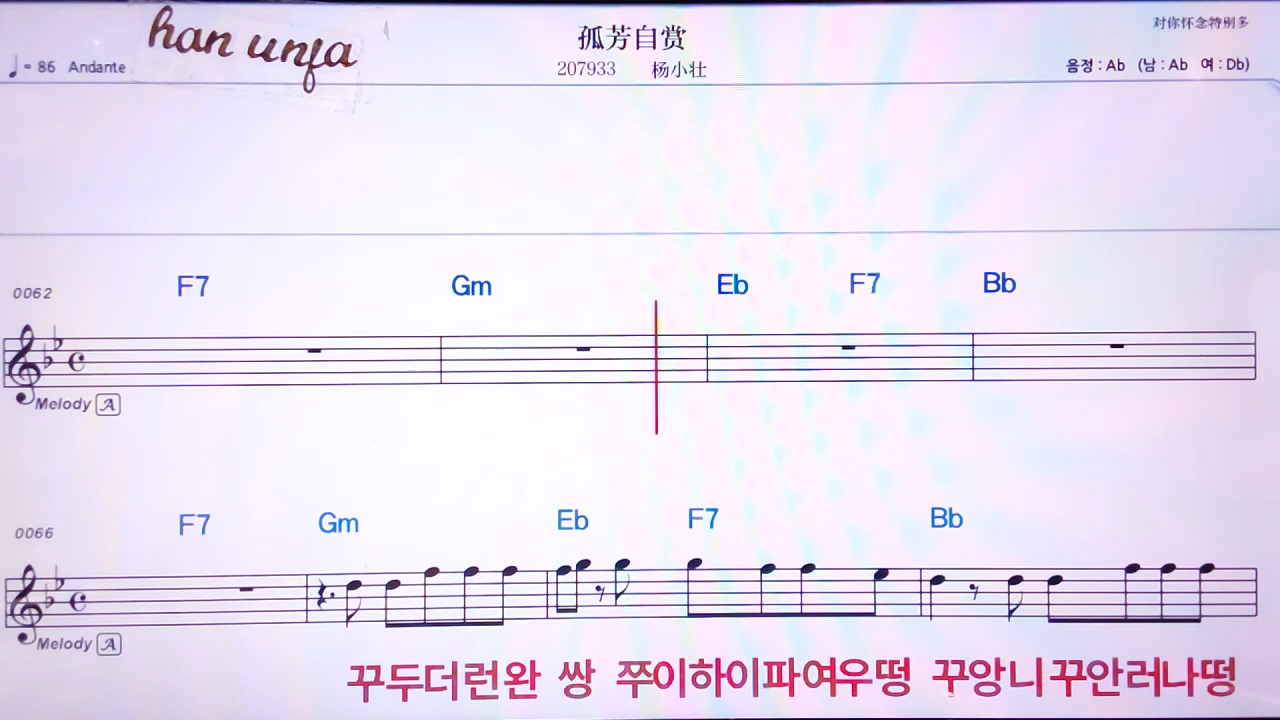 han unfa
孤芳自赏
对你怀念特别多
♩= 86 Andante
207933 杨小壮
음정 : Ab (남 : Ab 여 : Db)
F7 Gm Eb F7 Bb
0062
Melody A
F7 Gm Eb F7 Bb
0066
Melody A
꾸두더런완 쌍 쮸이하이파여우떵 꾸앙니꾸안러나떵